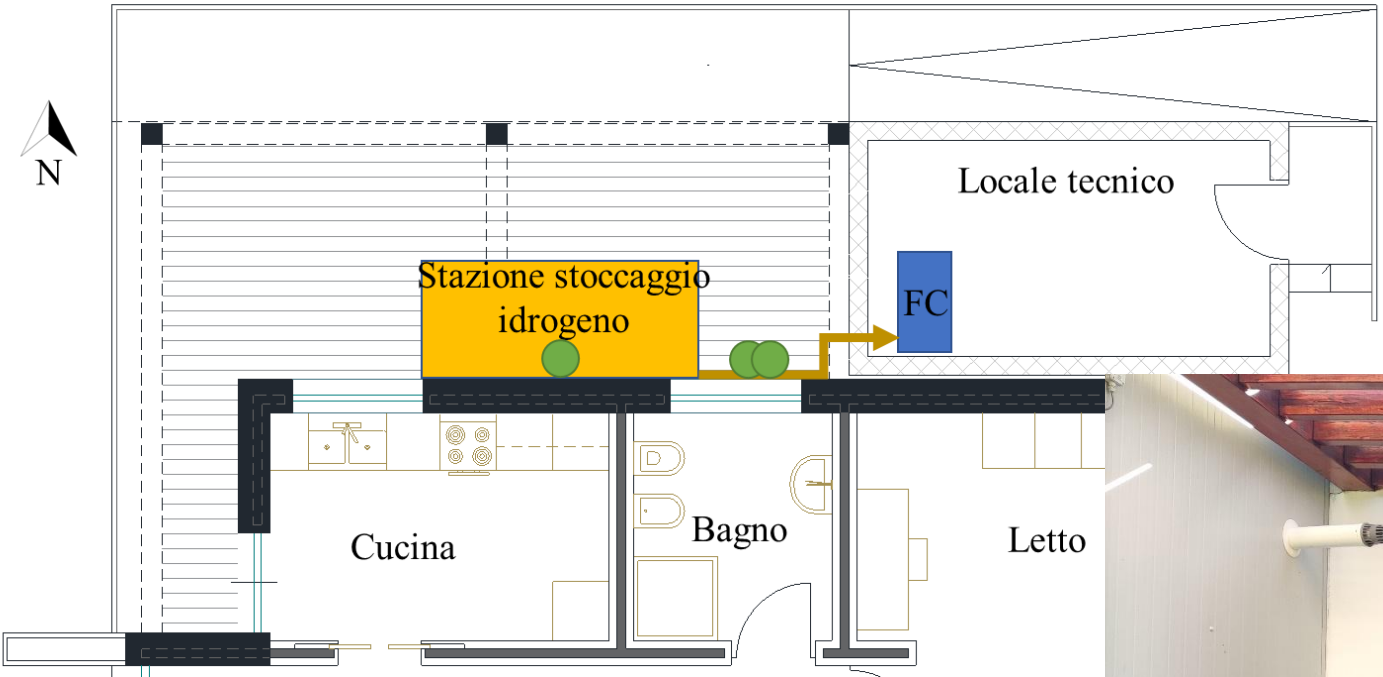 N
Locale tecnico
Stazione stoccaggio
idrogeno
FC
Cucina
Bagno
Letto